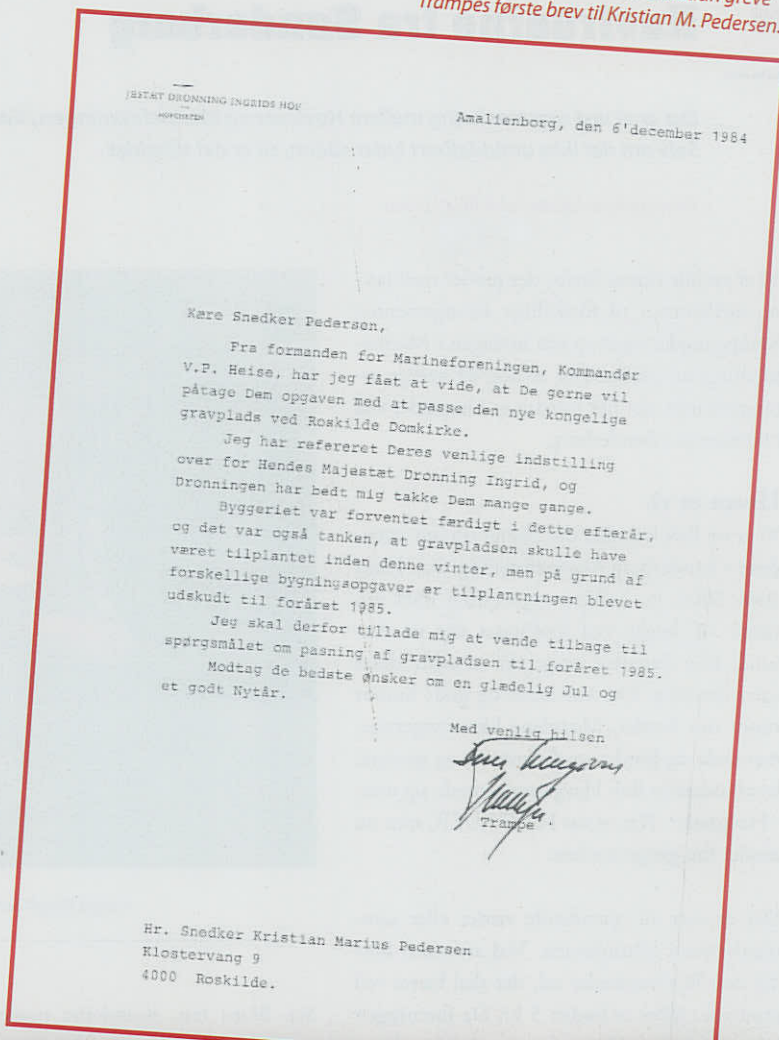 greve
Trampes første brev til Kristian M. Pedersen.
JESTÆT DRONNING INGRIDS HOF
HOFCHEFEN
Amalienborg, den 6'december 1984
Kære Snedker Pedersen,
Fra formanden for Marineforeningen, Kommandør
V.P. Heise, har jeg fået at vide, at De gerne vil
påtage Dem opgaven med at passe den nye kongelige
gravplads ved Roskilde Domkirke.
Jeg har refereret Deres venlige indstilling
over for Hendes Majestæt Dronning Ingrid, og
Dronningen har bedt mig takke Dem mange gange.
Byggeriet var forventet færdigt i dette efterår,
og det var også tanken, at gravpladsen skulle have
været tilplantet inden denne vinter, men på grund af
forskellige bygningsopgaver er tilplantningen blevet
udskudt til foråret 1985.
Jeg skal derfor tillade mig at vende tilbage til
spørgsmålet om pasning af gravpladsen til foråret 1985.
Modtag de bedste ønsker om en glædelig Jul og
et godt Nytår.
Med venlig hilsen
Trampe
Hr. Snedker Kristian Marius Pedersen
Klostervang 9
4000 Roskilde.